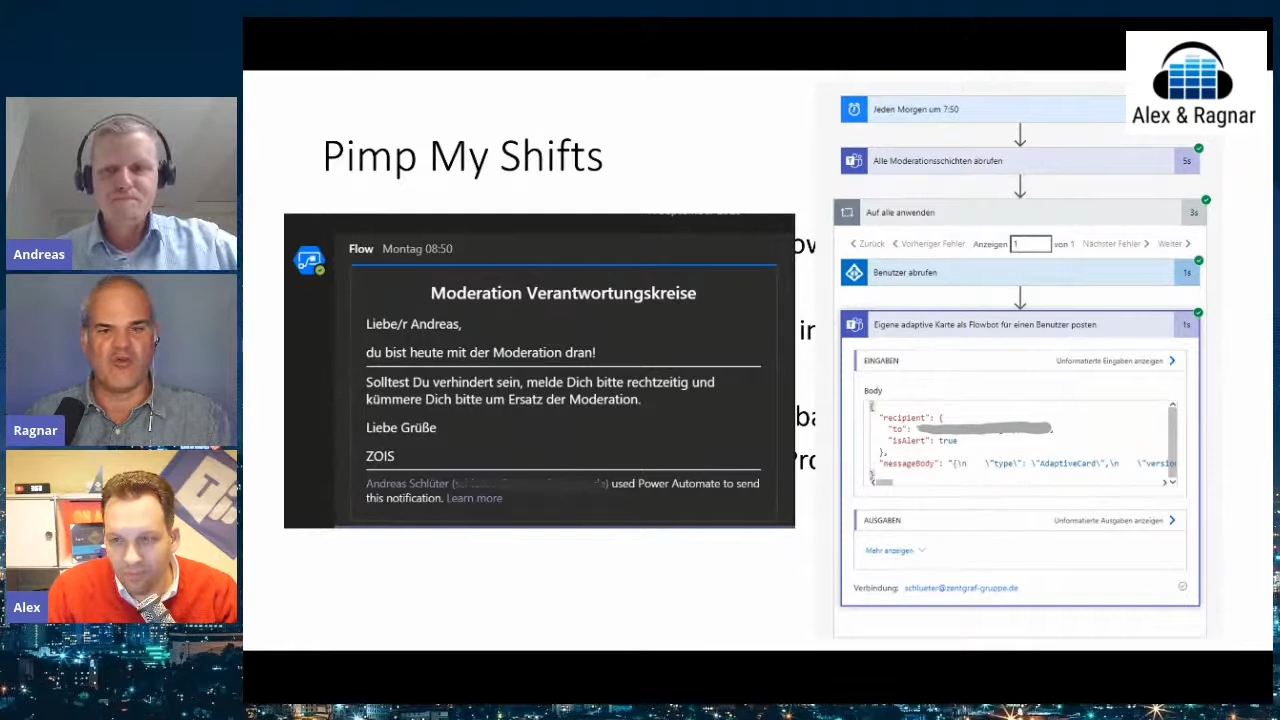 Andreas
Ragnar
Alex
Alex & Ragnar
Pimp My Shifts
Flow Montag 08:50
Moderation Verantwortungskreise
Liebe/r Andreas,
du bist heute mit der Moderation dran!
Solltest Du verhindert sein, melde Dich bitte rechtzeitig und
kümmere Dich bitte um Ersatz der Moderation.
Liebe Grüße
ZOIS
Andreas Schlüter used Power Automate to send
this notification. Learn more
Jeden Morgen um 7:50
Alle Moderationsschichten abrufen 5s
Auf alle anwenden 3s
Zurück Vorheriger Fehler Anzeigen 1 von 1 Nächster Fehler Weiter
Benutzer abrufen 1s
Eigene adaptive Karte als Flowbot für einen Benutzer posten 1s
EINGABEN Unformatierte Eingaben anzeigen
Body
{
"recipient": {
"to":
"isAlert": true
},
"messageBody": "{\n \"type\": \"AdaptiveCard\",\n \"versio
}
AUSGABEN Unformatierte Ausgaben anzeigen
Mehr anzeigen
Verbindung: schlueter@zentgraf-gruppe.de